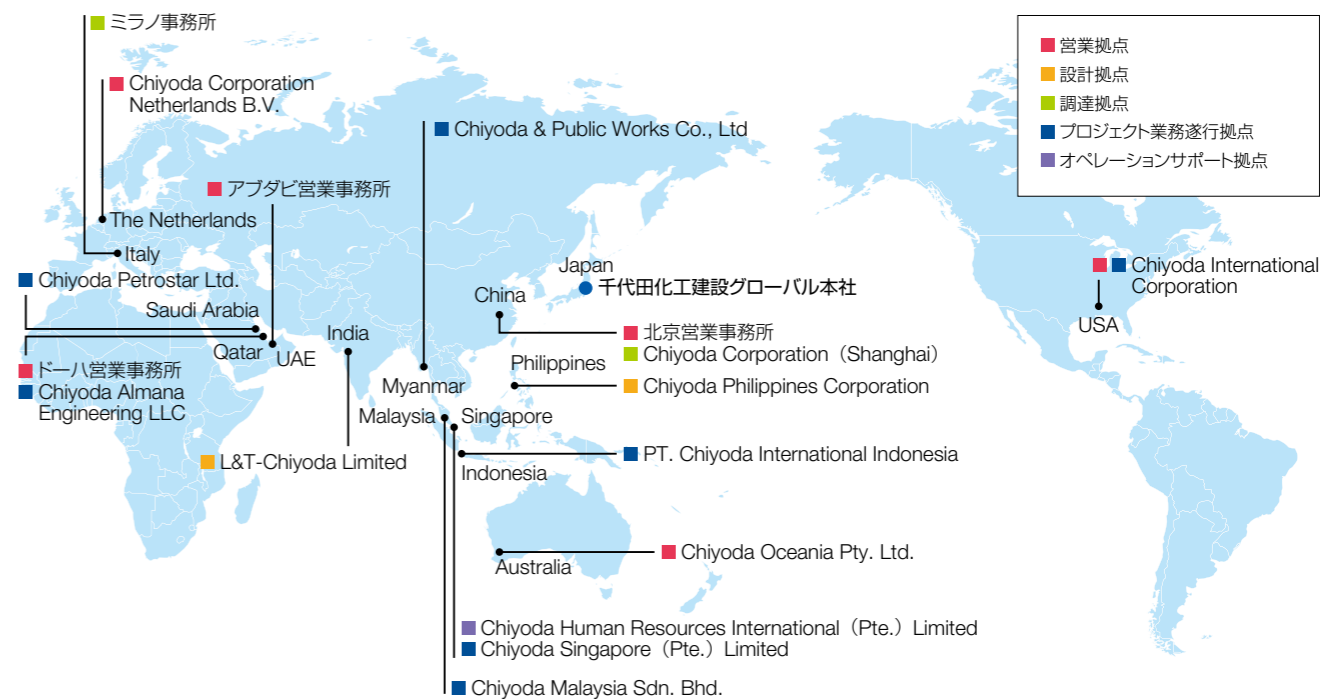 ミラノ事務所
Chiyoda Corporation
Netherlands B.V.
アブダビ営業事務所
The Netherlands
Italy
Chiyoda Petrostar Ltd.
Saudi Arabia
Qatar
UAE
ドーハ営業事務所
Chiyoda Almana
Engineering LLC
India
L&T-Chiyoda Limited
Chiyoda & Public Works Co., Ltd
Myanmar
Japan
千代田化工建設グローバル本社
China
北京営業事務所
Chiyoda Corporation（Shanghai）
Philippines
Chiyoda Philippines Corporation
Malaysia
Singapore
Indonesia
PT. Chiyoda International Indonesia
Australia
Chiyoda Oceania Pty. Ltd.
Chiyoda Human Resources International（Pte.）Limited
Chiyoda Singapore（Pte.）Limited
Chiyoda Malaysia Sdn. Bhd.
営業拠点
設計拠点
調達拠点
プロジェクト業務遂行拠点
オペレーションサポート拠点
Chiyoda International
Corporation
USA